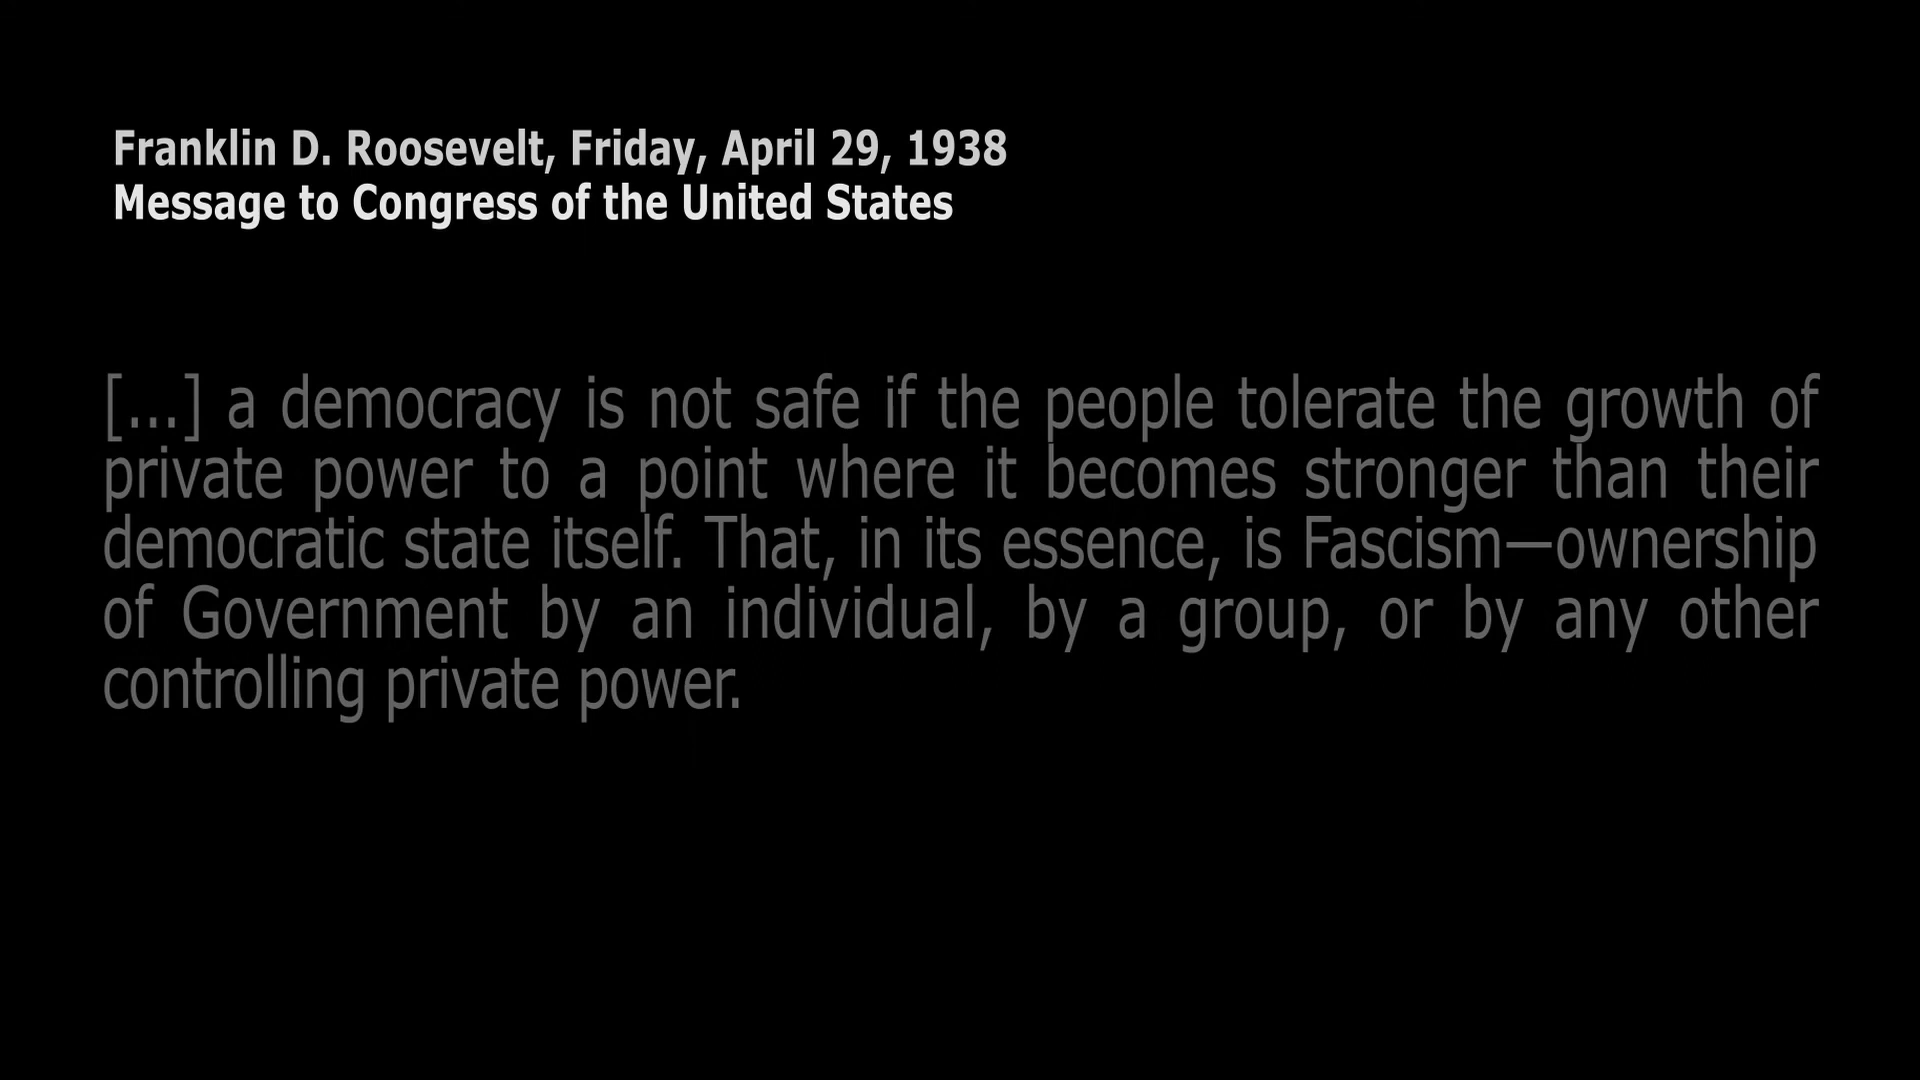 Franklin D. Roosevelt, Friday, April 29, 1938
Message to Congress of the United States
[...] a democracy is not safe if the people tolerate the growth of
private power to a point where it becomes stronger than their
democratic state itself. That, in its essence, is Fascism—ownership
of Government by an individual, by a group, or by any other
controlling private power.